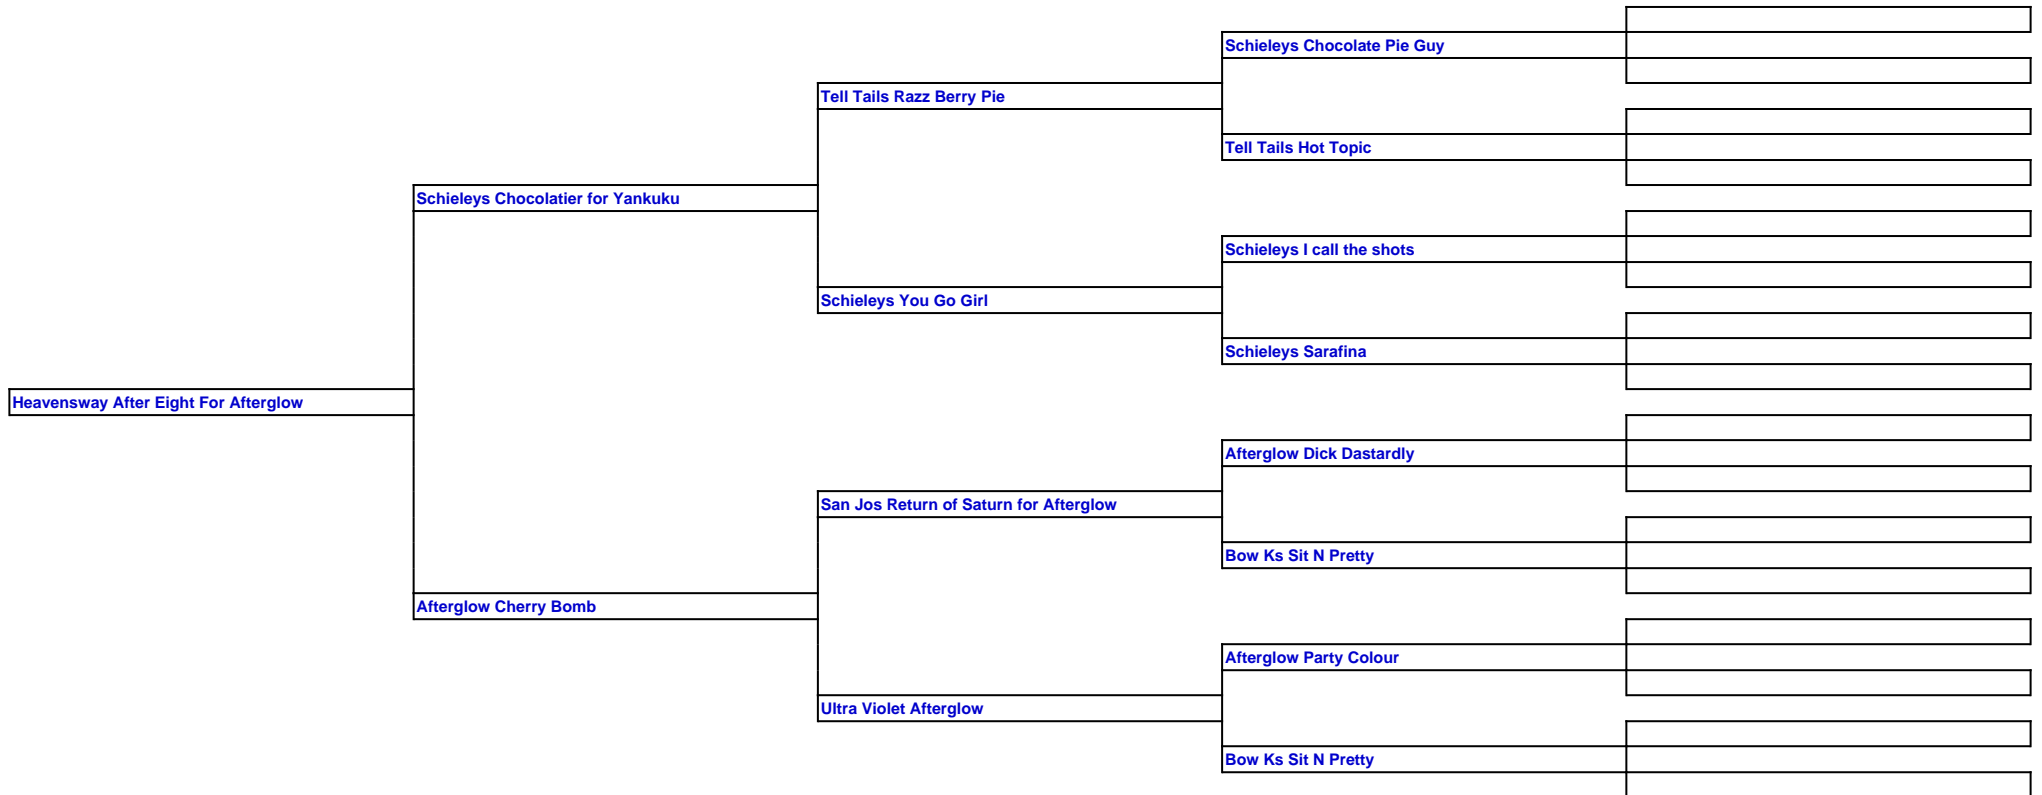 Schieleys Chocolate Pie Guy
Tell Tails Razz Berry Pie
Tell Tails Hot Topic
Schieleys Chocolatier for Yankuku
Schieleys I call the shots
Schieleys You Go Girl
Schieleys Sarafina
Heavensway After Eight For Afterglow
Afterglow Dick Dastardly
San Jos Return of Saturn for Afterglow
Bow Ks Sit N Pretty
Afterglow Cherry Bomb
Afterglow Party Colour
Ultra Violet Afterglow
Bow Ks Sit N Pretty